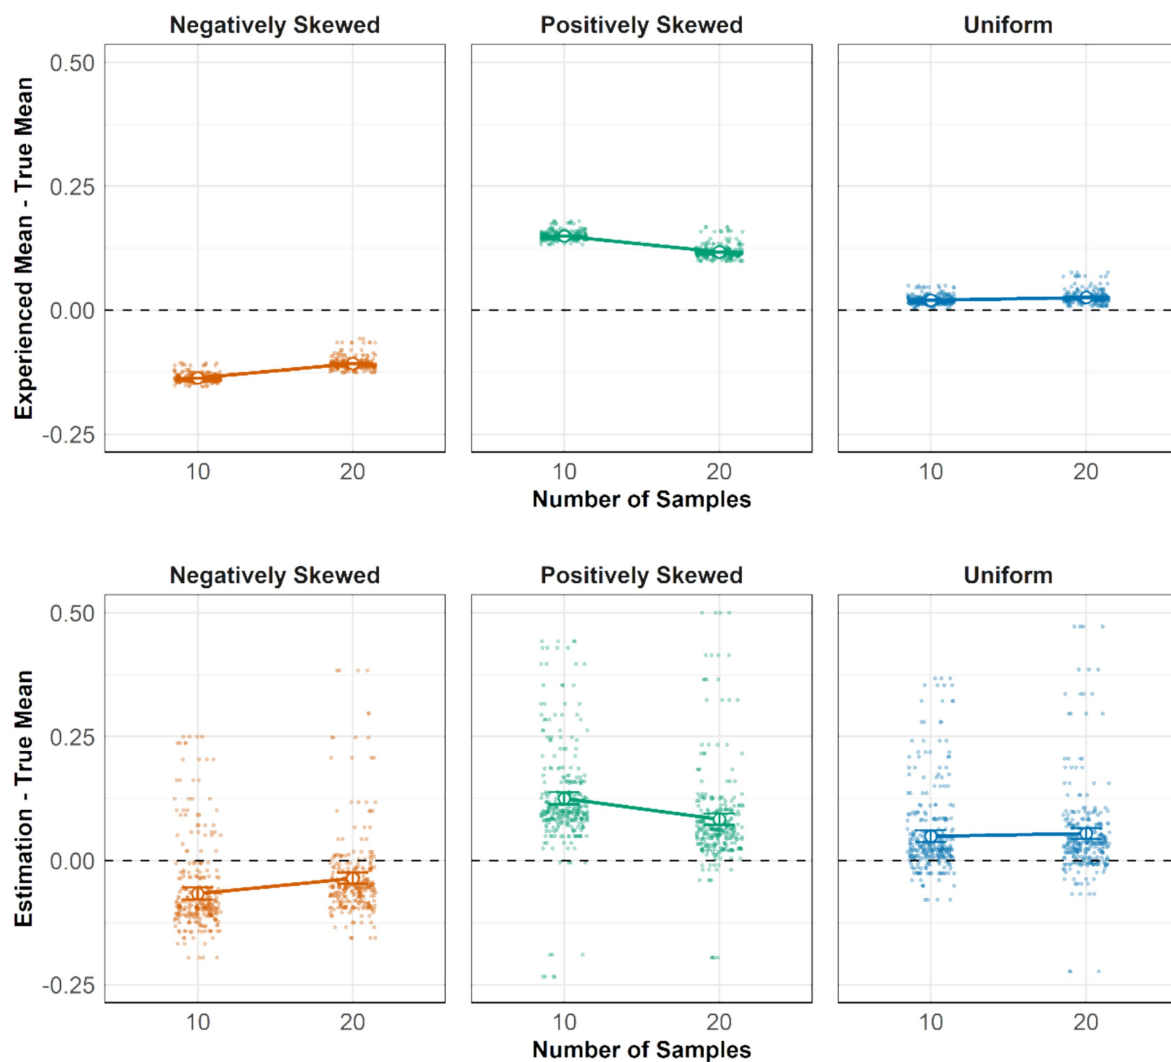 Negatively Skewed Positively Skewed Uniform
Experienced Mean - True Mean
0.50
0.25
0.00
-0.25
10 20 10 20 10 20
Number of Samples
Negatively Skewed Positively Skewed Uniform
Estimation - True Mean
0.50
0.25
0.00
-0.25
10 20 10 20 10 20
Number of Samples